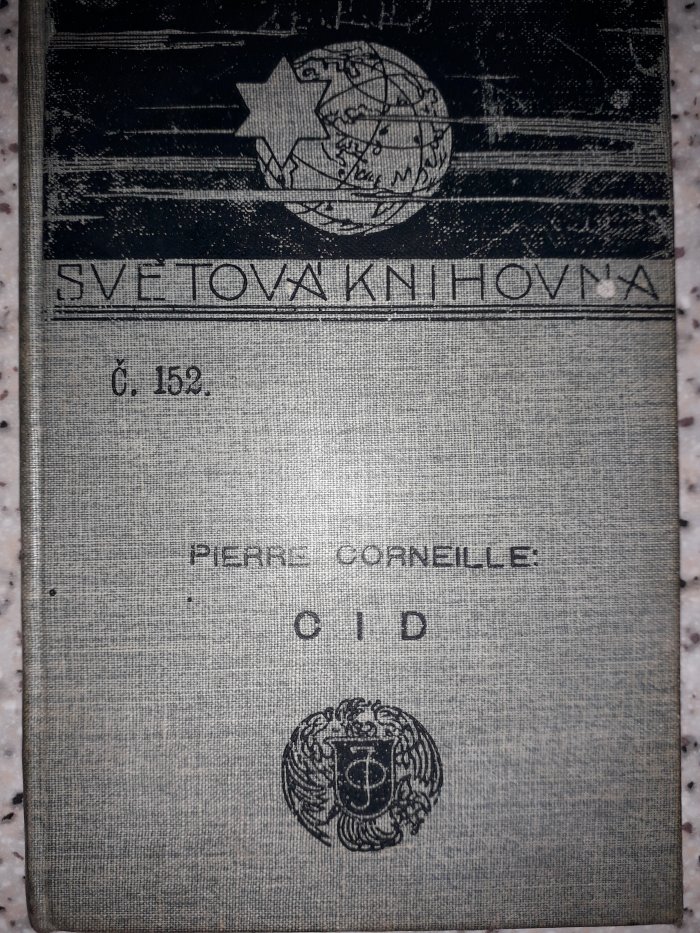 SVĚTOVÁ KNIHOVNA
Č. 152.
PIERRE CORNEILLE:
CID